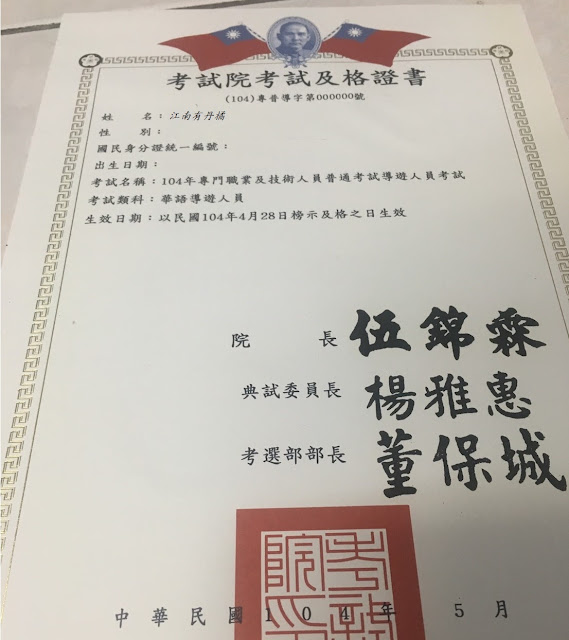 考試院考試及格證書
(104)專普導字第000000號
姓名：江南有丹橘
性別：
國民身分證統一編號：
出生日期：
考試名稱：104年專門職業及技術人員普通考試導遊人員考試
考試類科：華語導遊人員
生效日期：以民國104年4月28日榜示及格之日生效
院長 伍錦霖
典試委員長 楊雅惠
考選部部長 董保城
中華民國104年5月